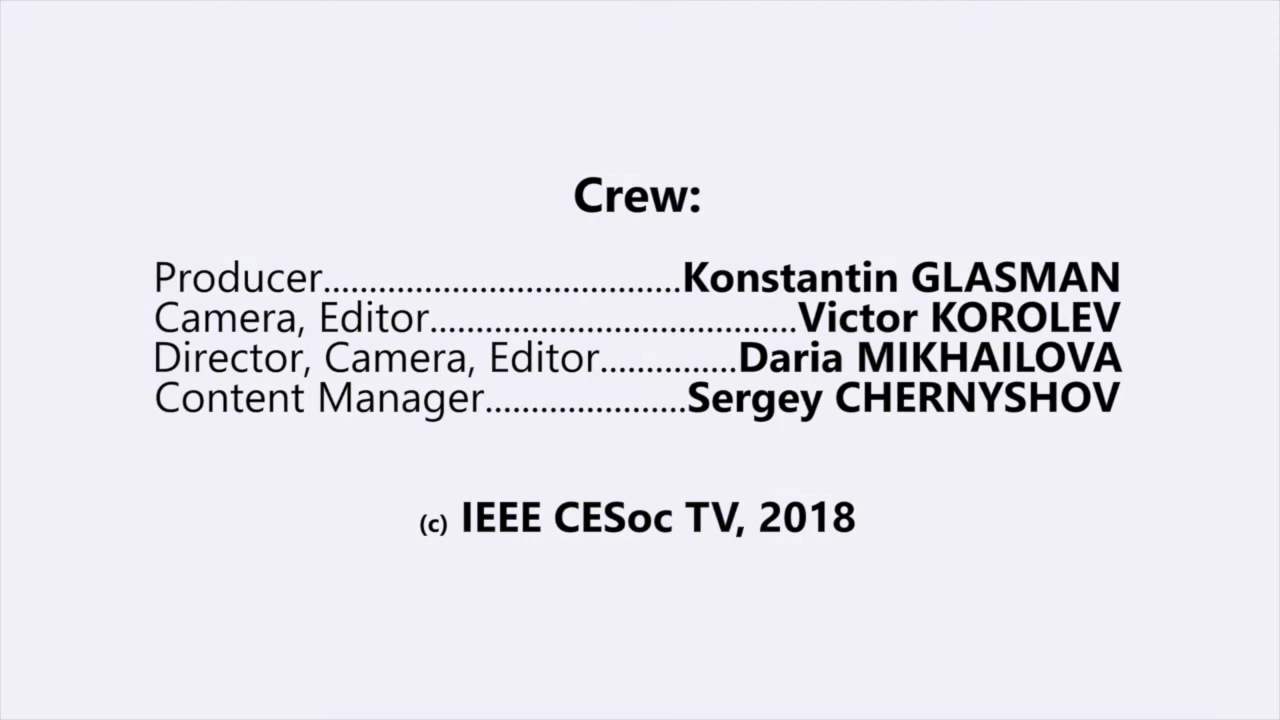 Crew:
Producer.....................................Konstantin GLASMAN
Camera, Editor......................................Victor KOROLEV
Director, Camera, Editor..............Daria MIKHAILOVA
Content Manager.....................Sergey CHERNYSHOV
(c) IEEE CESoc TV, 2018